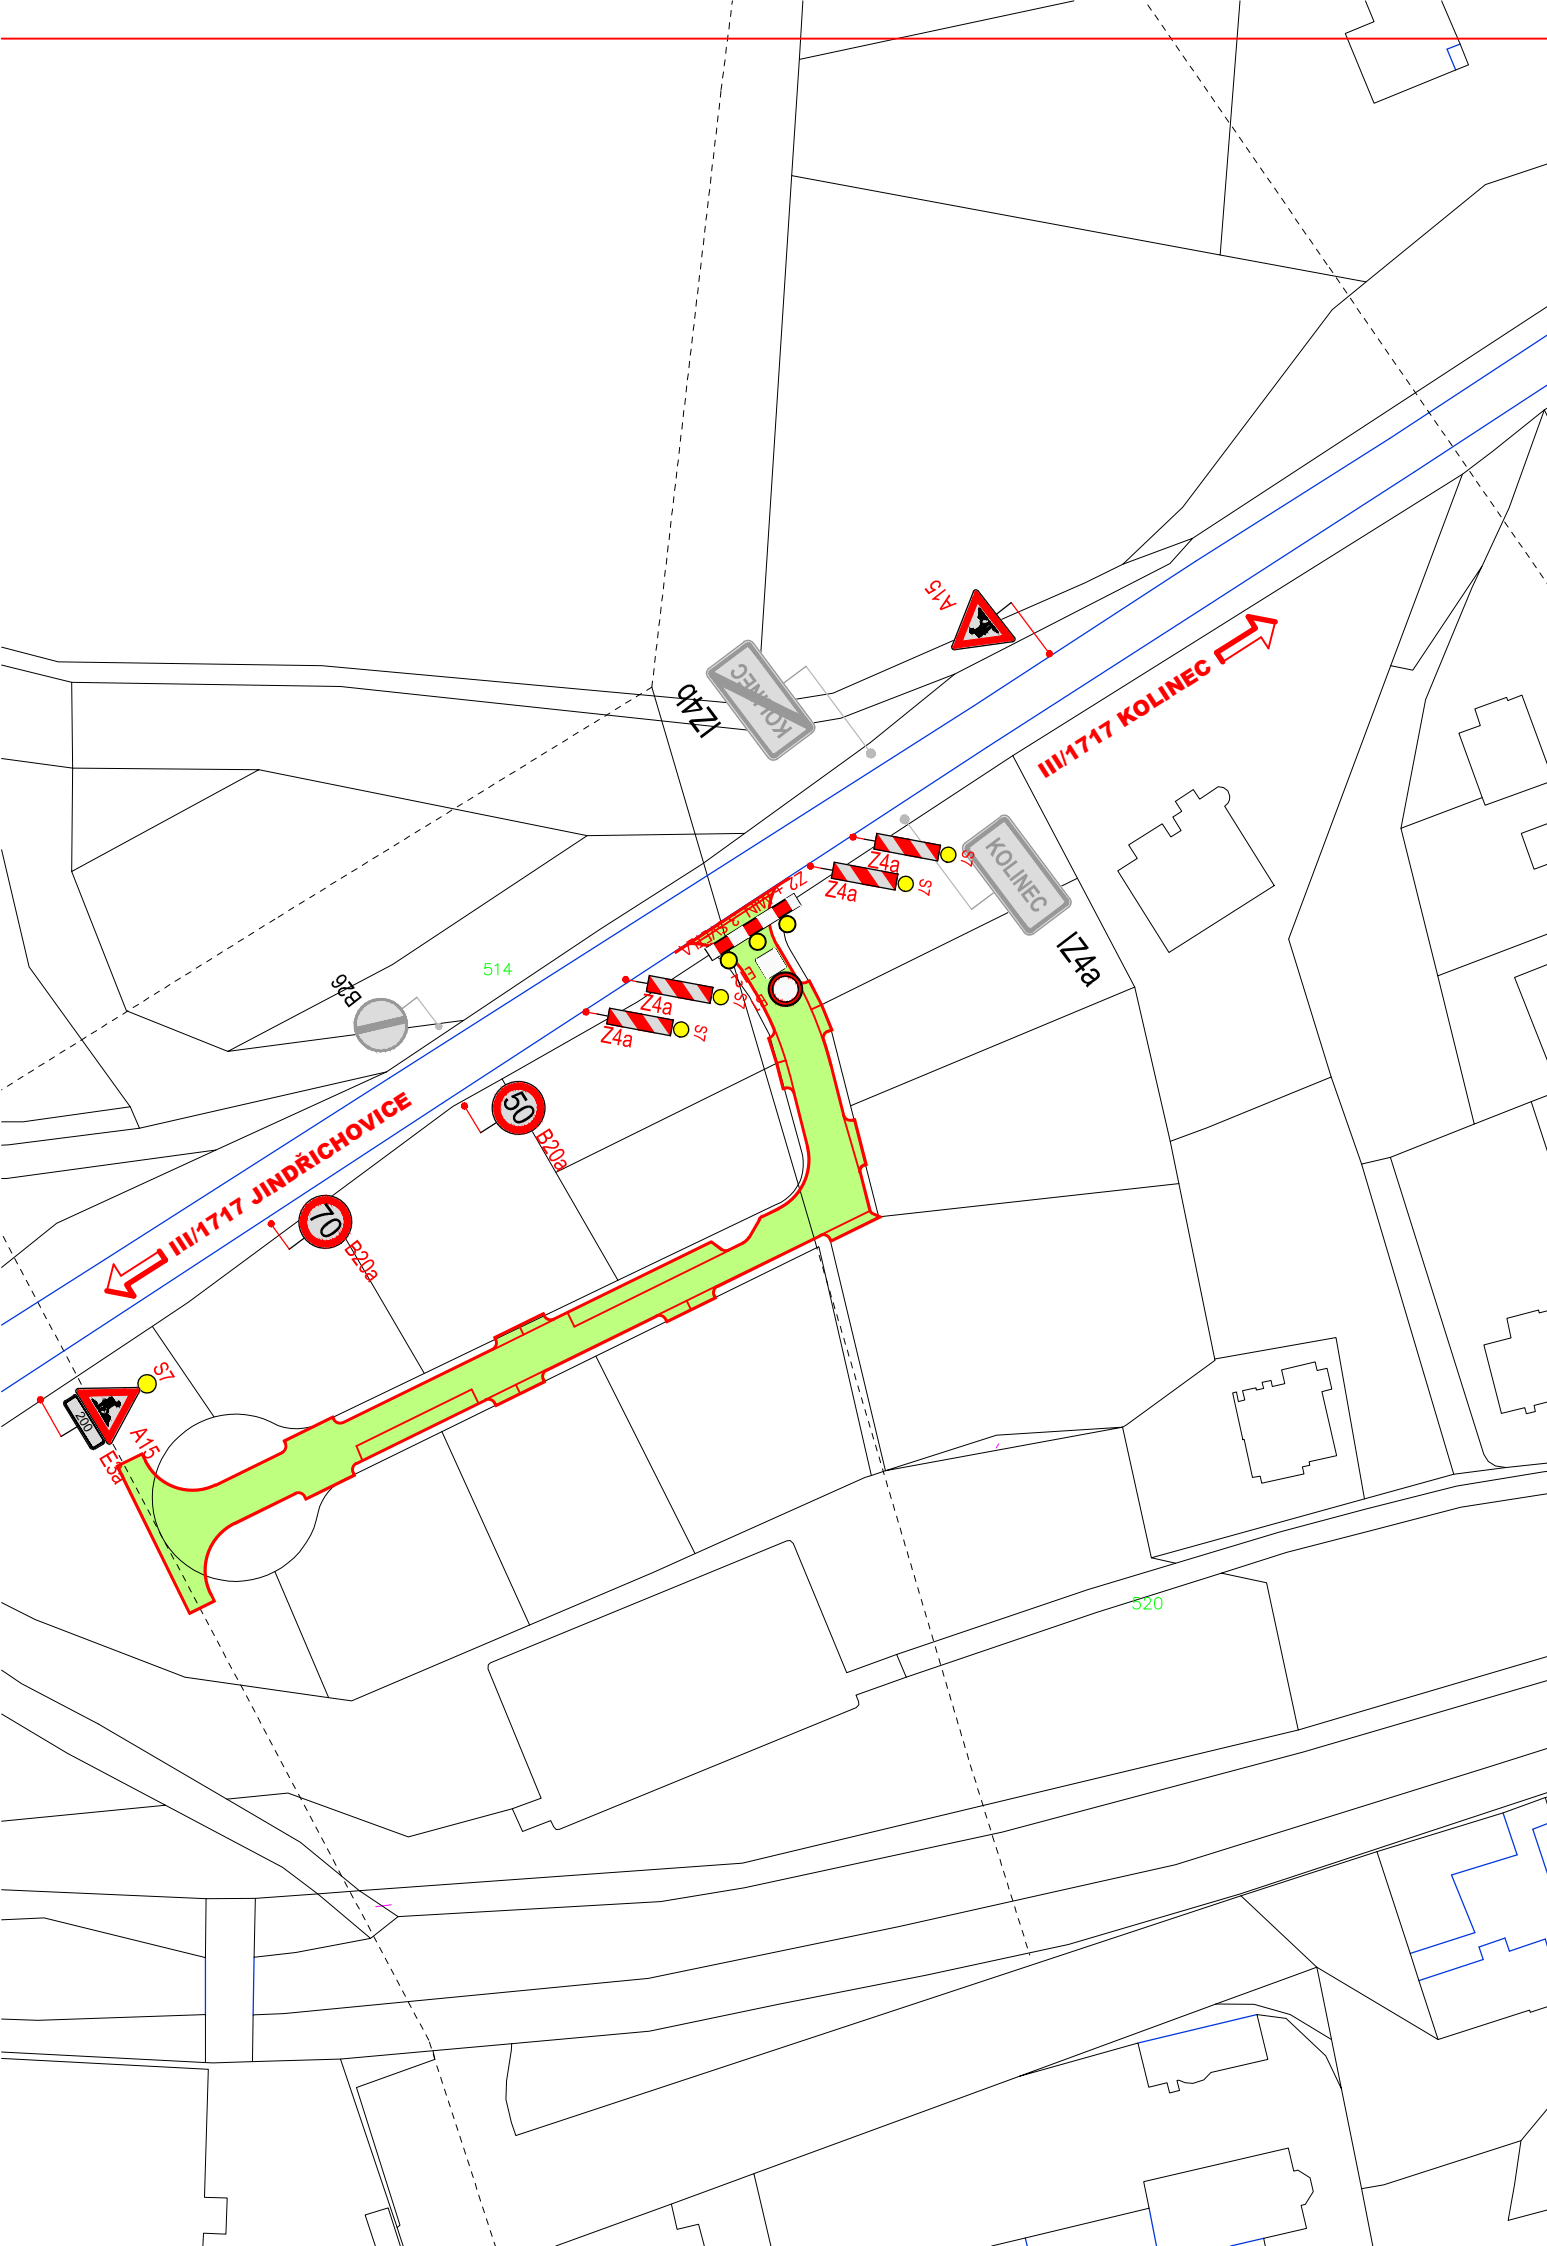 A15
KOLINEC
IZ4b
III/1717 KOLINEC
KOLINEC
IZ4a
Z4a
S7
Z4a
S7
514
B26
Z4a
S7
Z4a
S7
50
B20a
III/1717 JINDŘICHOVICE
70
B20a
S7
200
A15
E3a
520